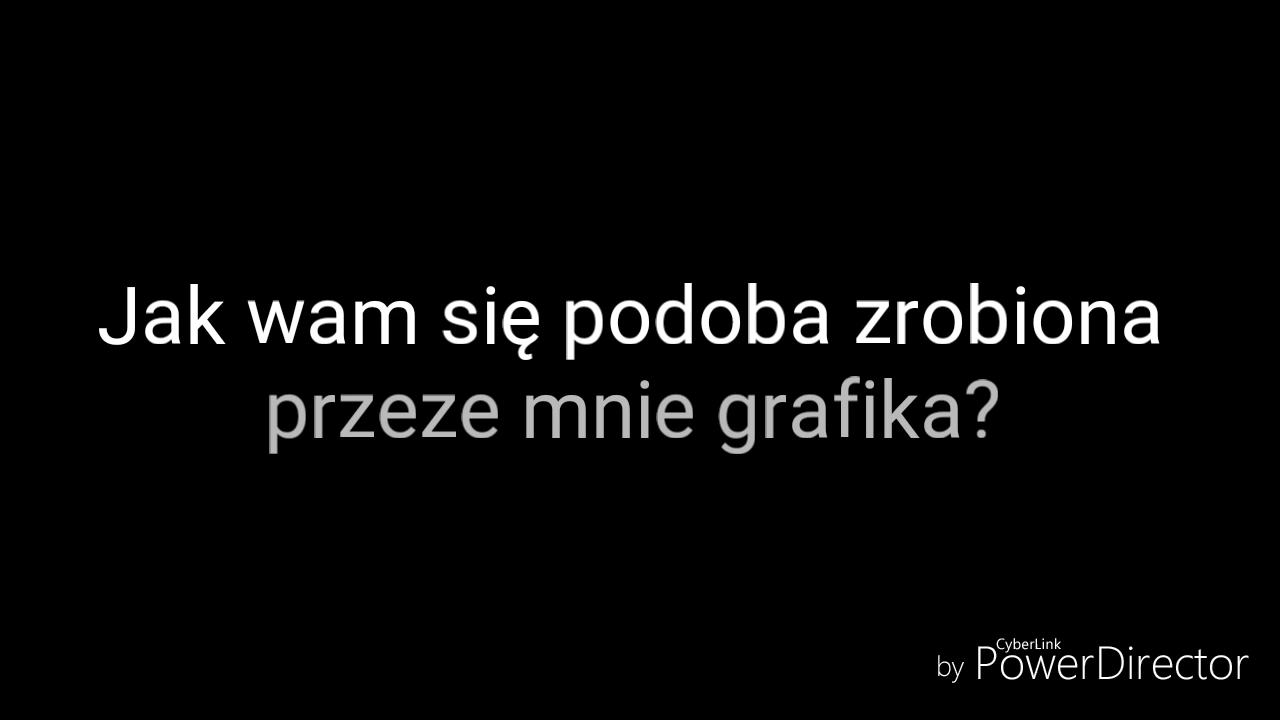 Jak wam się podoba zrobiona
przeze mnie grafika?
CyberLink
by PowerDirector